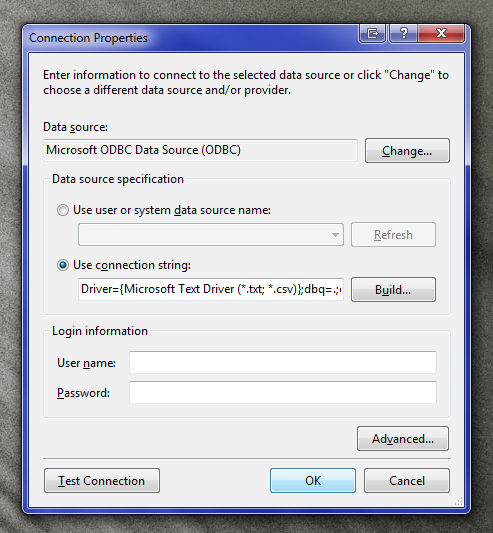 Connection Properties
?
Enter information to connect to the selected data source or click "Change" to
choose a different data source and/or provider.
Data source:
Microsoft ODBC Data Source (ODBC)
Change...
Data source specification
Use user or system data source name:
Refresh
Use connection string:
Driver={Microsoft Text Driver (*.txt; *.csv)};dbq=.;
Build...
Login information
User name:
Password:
Advanced...
Test Connection
OK
Cancel